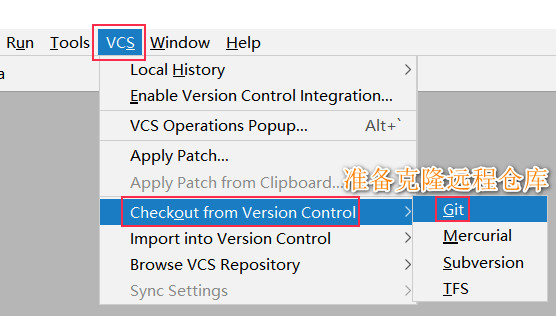 Run Tools VCS Window Help
a
Local History
Enable Version Control Integration...
VCS Operations Popup... Alt+`
Apply Patch...
Apply Patch from Clipboard...
准备克隆远程仓库
Checkout from Version Control
Git
Import into Version Control
Mercurial
Browse VCS Repository
Subversion
Sync Settings
TFS